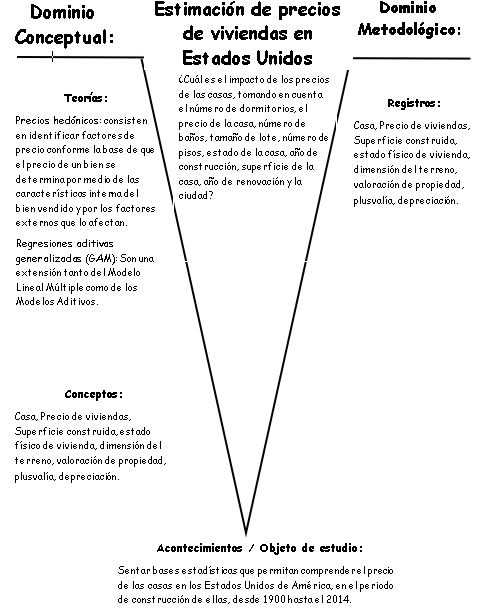 Dominio
Conceptual:
Estimación de precios
de viviendas en
Estados Unidos
Dominio
Metodológico:
¿Cuál es el impacto de los precios
de las casas, tomando en cuenta
el número de dormitorios, el
precio de la casa, número de
baños, tamaño de lote, número de
pisos, estado de la casa, año de
construcción, superficie de la
casa, año de renovación y la
ciudad?
Teorías:
Precios hedónicos: consisten
en identificar factores de
precio conforme la base de que
el precio de un bien se
determina por medio de las
características interna del
bien vendido y por los factores
externos que lo afectan.
Regresiones aditivas
generalizadas (GAM): Son una
extensión tanto del Modelo
Lineal Múltiple como de los
Modelos Aditivos.
Registros:
Casa, Precio de viviendas,
Superficie construida,
estado físico de vivienda,
dimensión del terreno,
valoración de propiedad,
plusvalía, depreciación.
Conceptos:
Casa, Precio de viviendas,
Superficie construida, estado
físico de vivienda, dimensión del
terreno, valoración de propiedad,
plusvalía, depreciación.
Acontecimientos / Objeto de estudio:
Sentar bases estadísticas que permitan comprender el precio
de las casas en los Estados Unidos de América, en el periodo
de construcción de ellas, desde 1900 hasta el 2014.